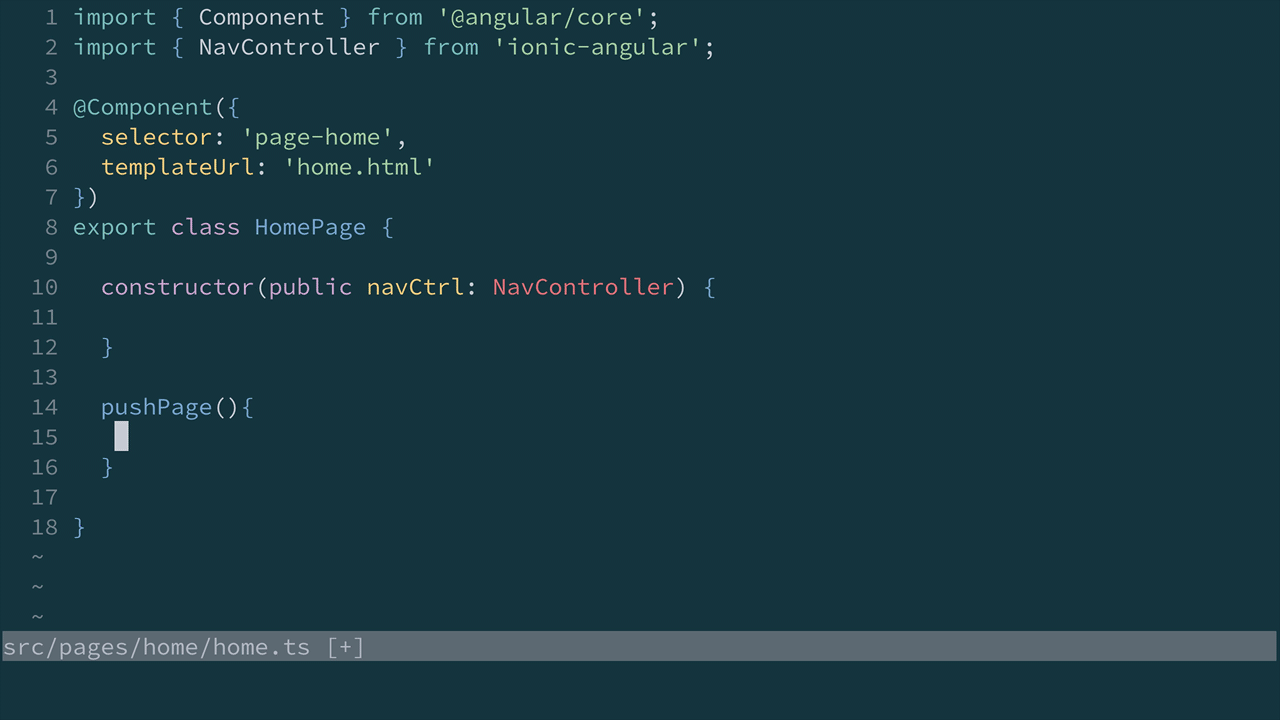 1 import { Component } from '@angular/core';
2 import { NavController } from 'ionic-angular';
3
4 @Component({
5   selector: 'page-home',
6   templateUrl: 'home.html'
7 })
8 export class HomePage {
9
10   constructor(public navCtrl: NavController) {
11
12   }
13
14   pushPage(){
15
16   }
17
18 }
~
~
~
src/pages/home/home.ts [+]